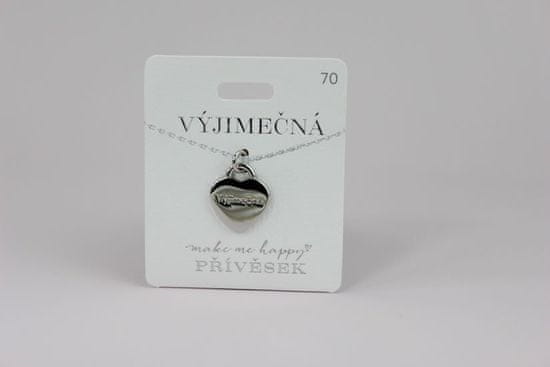 70
VÝJIMEČNÁ
Výjimečná
make me happy
PŘÍVĚSEK